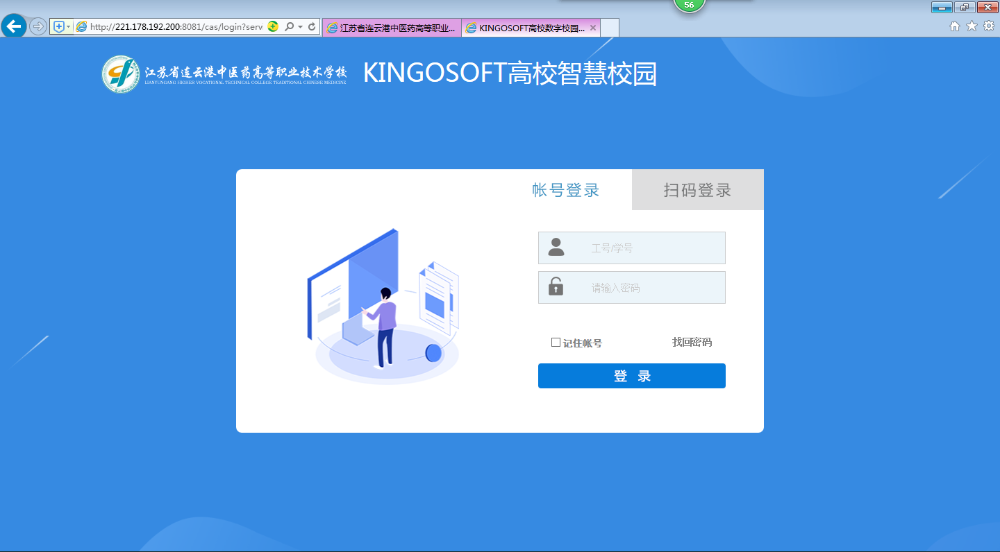 56
http://221.178.192.200:8081/cas/login?serv
江苏省连云港中医药高等职业...
KINGOSOFT高校数字校园...
江苏省连云港中医药高等职业技术学校
LIANYUNGANG HIGHER VOCATIONAL TECHNICAL COLLEGE TRADITIONAL CHINESE MEDICINE
KINGOSOFT高校智慧校园
帐号登录
扫码登录
工号/学号
请输入密码
记住帐号
找回密码
登 录